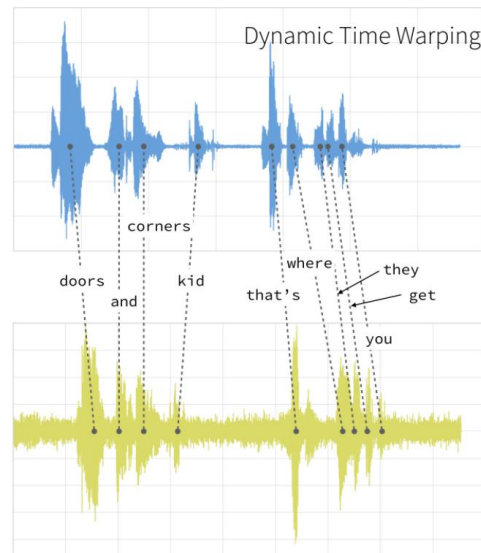 Dynamic Time Warping
corners
doors
and
kid
that's
where
they
get
you